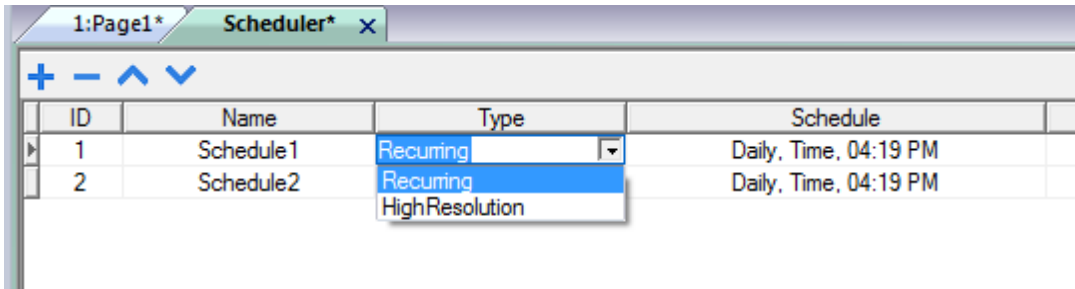 1:Page1* Scheduler*
ID Name Type Schedule
1 Schedule1 Recurring Daily, Time, 04:19 PM
2 Schedule2 Recurring Daily, Time, 04:19 PM
HighResolution